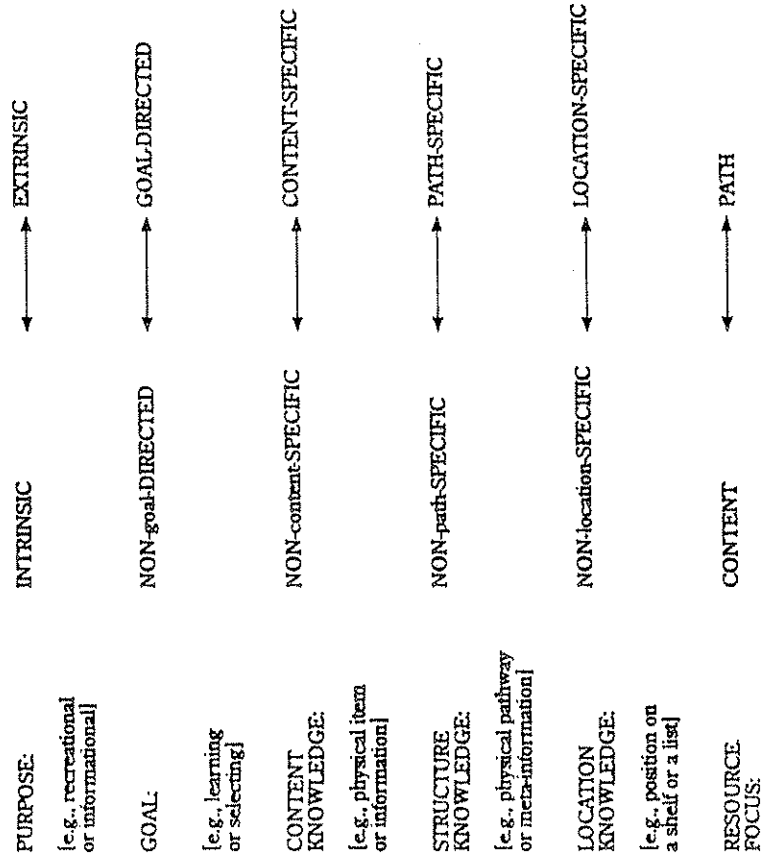 PURPOSE: INTRINSIC EXTRINSIC
[e.g., recreational
or informational]
GOAL: NON-goal-DIRECTED GOAL-DIRECTED
[e.g., learning
or selecting]
CONTENT
KNOWLEDGE: NON-content-SPECIFIC CONTENT-SPECIFIC
[e.g., physical item
or information]
STRUCTURE
KNOWLEDGE: NON-path-SPECIFIC PATH-SPECIFIC
[e.g., physical pathway
or meta-information]
LOCATION
KNOWLEDGE: NON-location-SPECIFIC LOCATION-SPECIFIC
[e.g., position on
a shelf or a list]
RESOURCE
FOCUS: CONTENT PATH